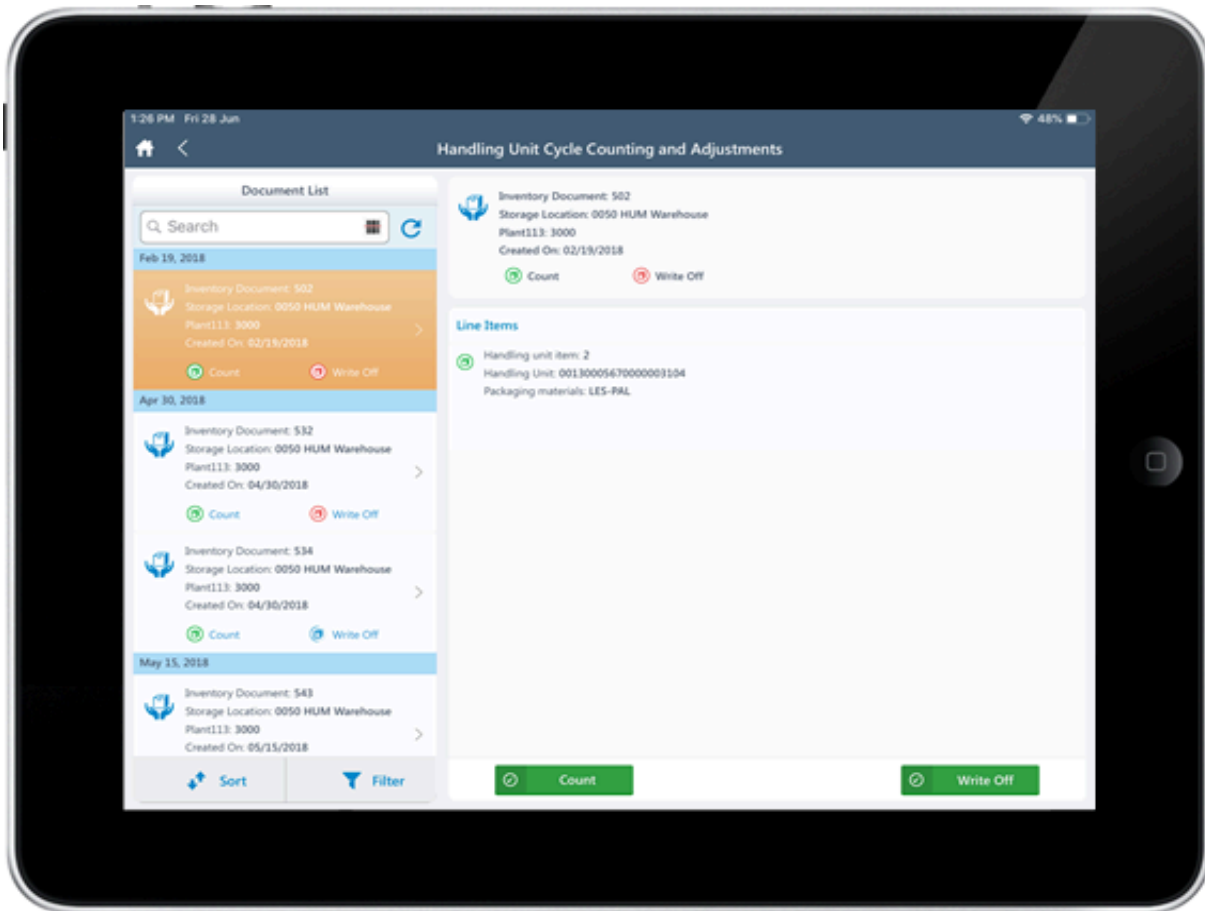 1:26 PM Fri 28 Jun
48%
Handling Unit Cycle Counting and Adjustments
Document List
Search
Feb 19, 2018
Inventory Document: 502
Storage Location: 0050 HUM Warehouse
Plant113: 3000
Created On: 02/19/2018
Count Write Off
Apr 30, 2018
Inventory Document: 532
Storage Location: 0050 HUM Warehouse
Plant113: 3000
Created On: 04/30/2018
Count Write Off
Inventory Document: 534
Storage Location: 0050 HUM Warehouse
Plant113: 3000
Created On: 04/30/2018
Count Write Off
May 15, 2018
Inventory Document: 543
Storage Location: 0050 HUM Warehouse
Plant113: 3000
Created On: 05/15/2018
Sort Filter
Inventory Document: 502
Storage Location: 0050 HUM Warehouse
Plant113: 3000
Created On: 02/19/2018
Count Write Off
Line Items
Handling unit item: 2
Handling Unit: 00130005670000003104
Packaging materials: LES-PAL
Count Write Off